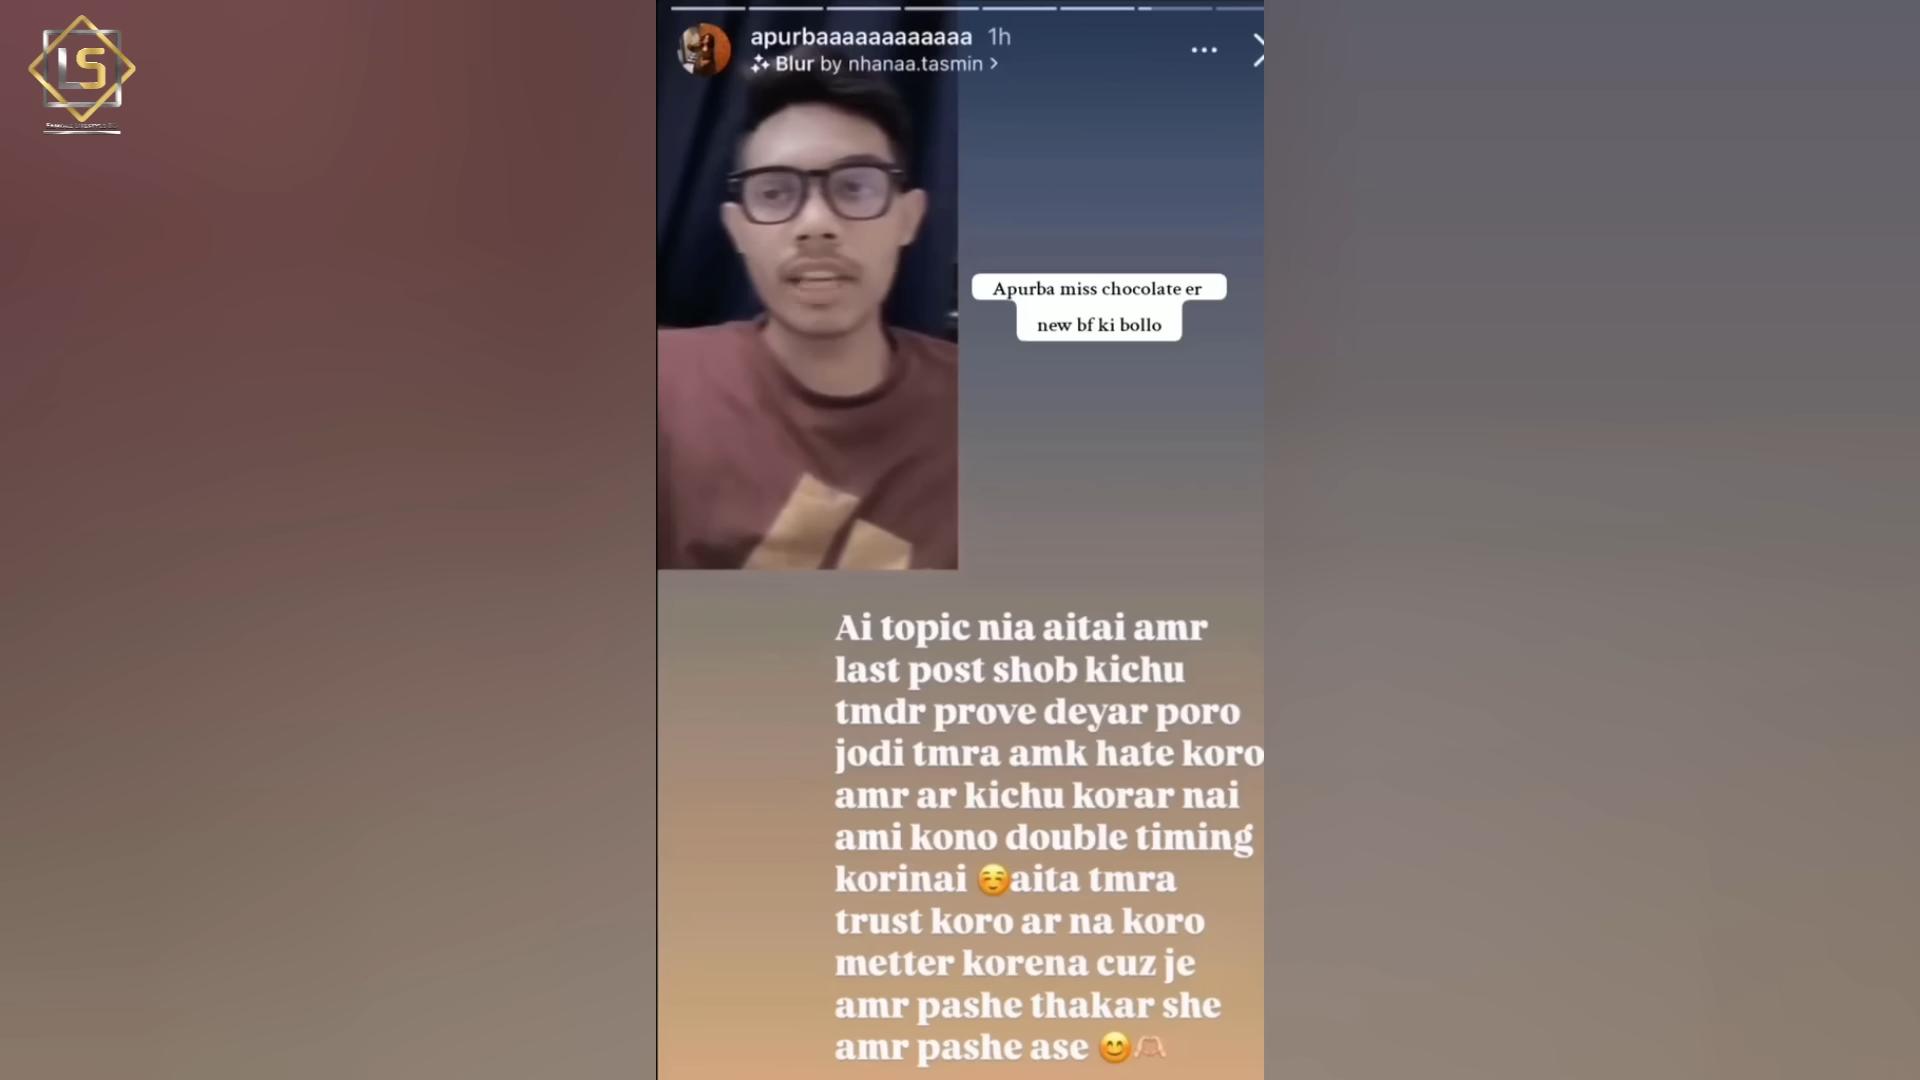 LS
apurbaaaaaaaaaaaa 1h
Blur by nhanaa.tasmin >
Apurba miss chocolate er
new bf ki bollo
Ai topic nia aitai amr
last post shob kichu
tmdr prove deyar poro
jodi tmra amk hate koro
amr ar kichu korar nai
ami kono double timing
korinai ☺️aita tmra
trust koro ar na koro
metter korena cuz je
amr pashe thakar she
amr pashe ase 😊🫶🏻